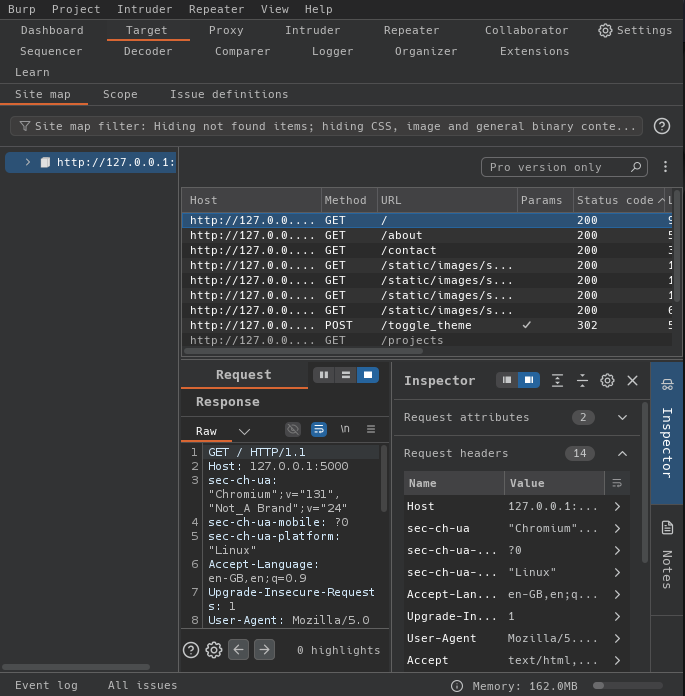 Burp Project Intruder Repeater View Help
Dashboard Target Proxy Intruder Repeater Collaborator Settings
Sequencer Decoder Comparer Logger Organizer Extensions
Learn
Site map Scope Issue definitions
Site map filter: Hiding not found items; hiding CSS, image and general binary conte...
http://127.0.0.1:
Pro version only
Host Method URL Params Status code
http://127.0.0.... GET / 200 9
http://127.0.0.... GET /about 200 5
http://127.0.0.... GET /contact 200 3
http://127.0.0.... GET /static/images/s... 200 1
http://127.0.0.... GET /static/images/s... 200 1
http://127.0.0.... GET /static/images/s... 200 1
http://127.0.0.... GET /static/images/s... 200 6
http://127.0.0.... POST /toggle_theme ✓ 302 5
http://127.0.0.... GET /projects
Request
Response
Raw \n
1 GET / HTTP/1.1
2 Host: 127.0.0.1:5000
3 sec-ch-ua:
"Chromium";v="131",
"Not_A Brand";v="24"
4 sec-ch-ua-mobile: ?0
5 sec-ch-ua-platform:
"Linux"
6 Accept-Language:
en-GB,en;q=0.9
7 Upgrade-Insecure-Request
s: 1
8 User-Agent: Mozilla/5.0
0 highlights
Inspector
Request attributes 2
Request headers 14
Name Value
Host 127.0.0.1:...
sec-ch-ua "Chromium"...
sec-ch-ua-... ?0
sec-ch-ua-... "Linux"
Accept-Lan... en-GB,en;q...
Upgrade-In... 1
User-Agent Mozilla/5....
Accept text/html,...
Inspector
Notes
Event log All issues Memory: 162.0MB